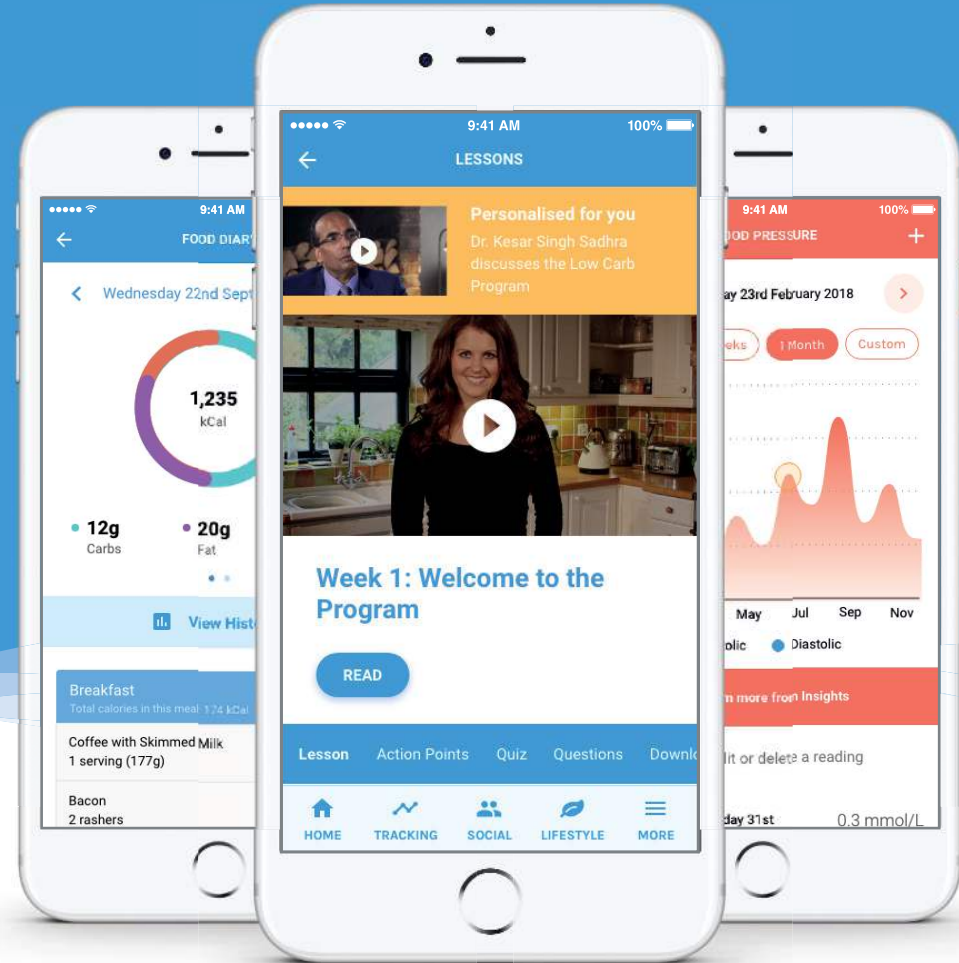 9:41 AM
FOOD DIAR
Wednesday 22nd Sept
1,235
kCal
12g
Carbs
20g
Fat
View Hist
Breakfast
Total calories in this meal 174 kCal
Coffee with Skimmed Milk
1 serving (177g)
Bacon
2 rashers
9:41 AM 100%
LESSONS
Personalised for you
Dr. Kesar Singh Sadhra
discusses the Low Carb
Program
Week 1: Welcome to the
Program
READ
Lesson Action Points Quiz Questions Downlo
HOME TRACKING SOCIAL LIFESTYLE MORE
9:41 AM 100%
OOD PRESSURE +
ay 23rd February 2018
eks 1 Month Custom
May Jul Sep Nov
olic Diastolic
n more from Insights
lit or delete a reading
day 31st 0.3 mmol/L